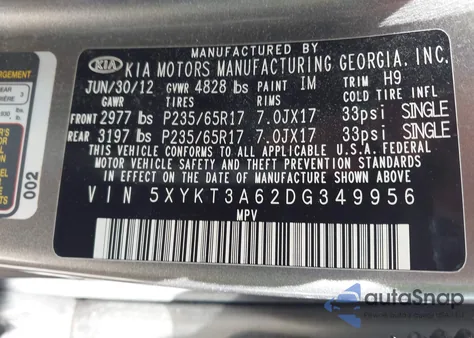 MANUFACTURED BY
KIA KIA MOTORS MANUFACTURING GEORGIA, INC.
JUN/30/12 GVWR 4828 lbs PAINT IM TRIM H9
GAWR TIRES RIMS COLD TIRE INFL
FRONT 2977 lbs P235/65R17 7.0JX17 33psi SINGLE
REAR 3197 lbs P235/65R17 7.0JX17 33psi SINGLE
THIS VEHICLE CONFORMS TO ALL APPLICABLE U.S.A. FEDERAL
MOTOR VEHICLE SAFETY AND THEFT PREVENTION STANDARDS
IN EFFECT ON THE DATE OF MANUFACTURE SHOWN ABOVE.
VIN 5XYKT3A62DG349956
MPV
002
autoSnap